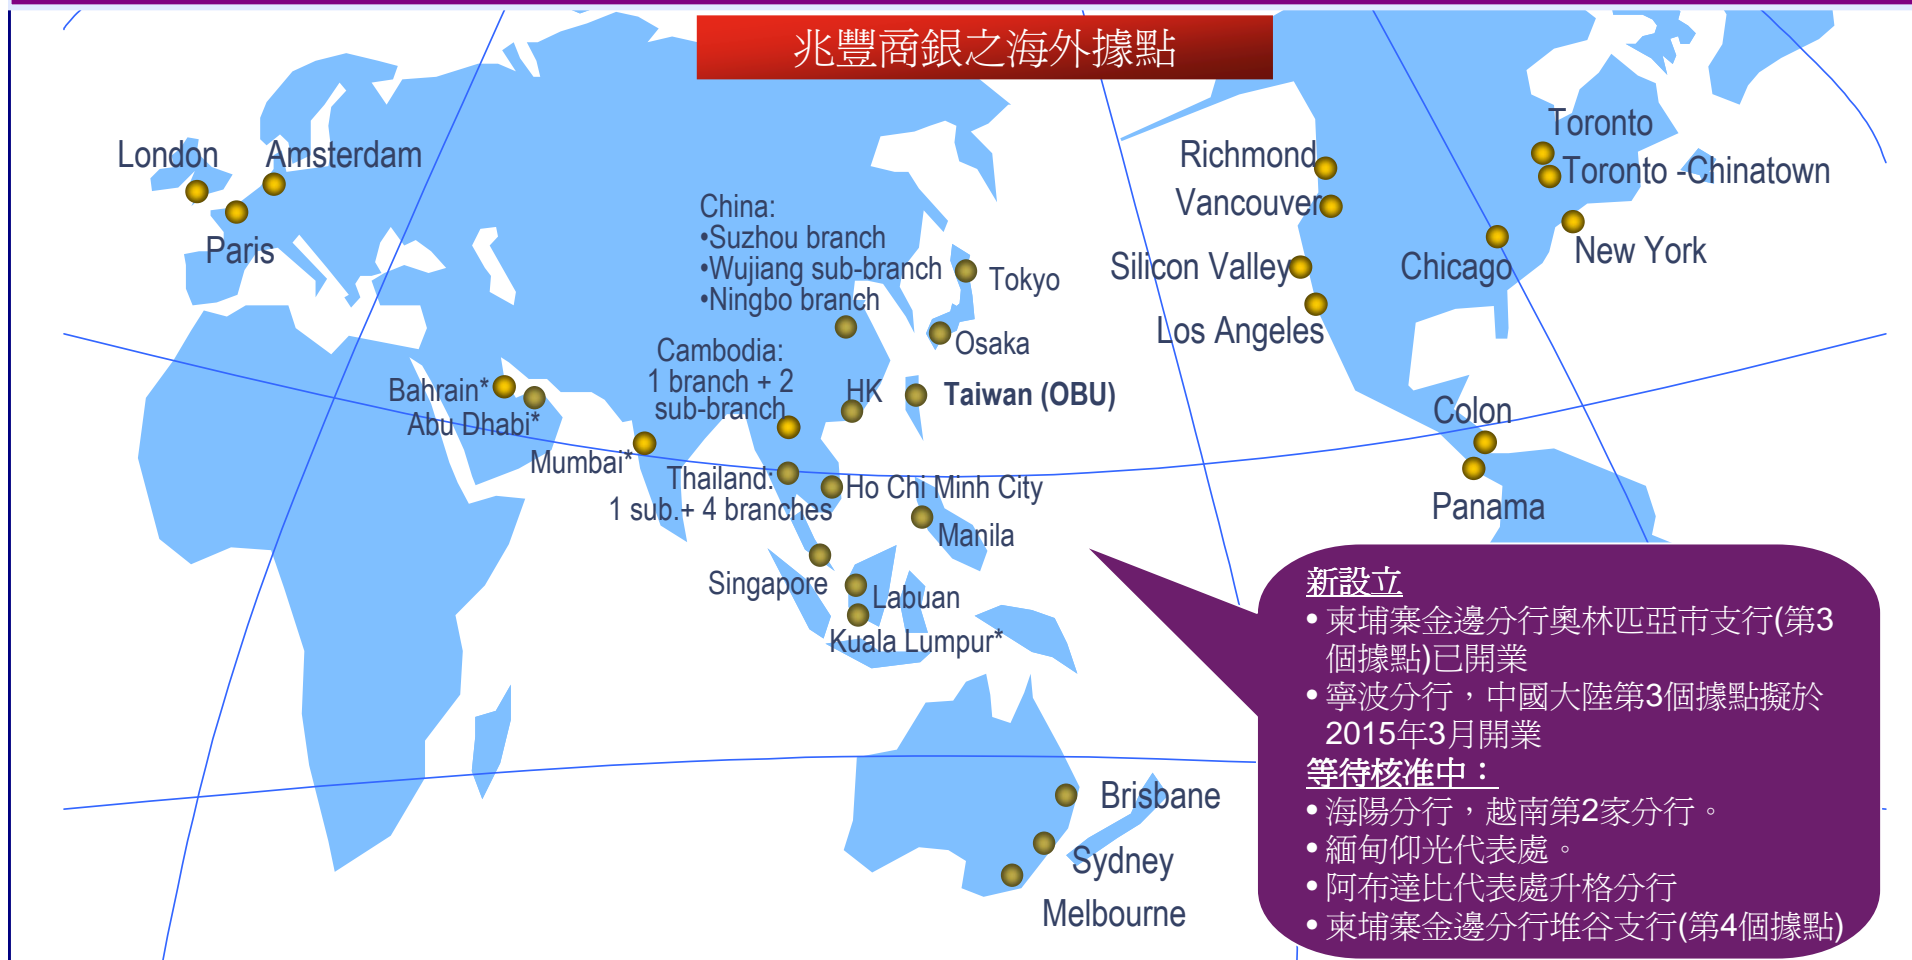 兆豐商銀之海外據點
London
Amsterdam
Paris
China:
•Suzhou branch
•Wujiang sub-branch
•Ningbo branch
Tokyo
Osaka
Cambodia:
1 branch + 2
sub-branch
HK
Taiwan (OBU)
Bahrain*
Abu Dhabi*
Mumbai*
Thailand:
1 sub.+ 4 branches
Ho Chi Minh City
Manila
Singapore
Labuan
Kuala Lumpur*
Brisbane
Sydney
Melbourne
Richmond
Vancouver
Silicon Valley
Los Angeles
Chicago
Toronto
Toronto -Chinatown
New York
Colon
Panama
新設立
•柬埔寨金邊分行奧林匹亞市支行(第3
個據點)已開業
•寧波分行，中國大陸第3個據點擬於
2015年3月開業
等待核准中：
•海陽分行，越南第2家分行。
•緬甸仰光代表處。
•阿布達比代表處升格分行
•柬埔寨金邊分行堆谷支行(第4個據點)